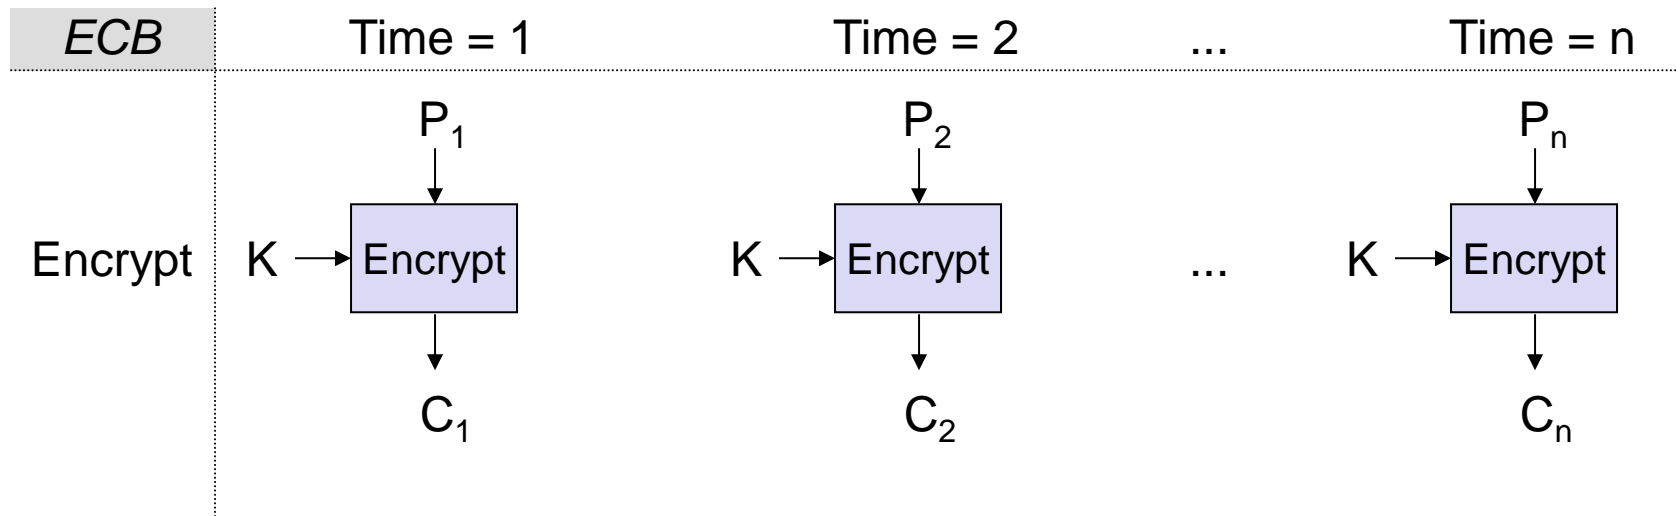 ECB Time = 1 Time = 2 ... Time = n
P₁ P₂ Pₙ
Encrypt K Encrypt K Encrypt ... K Encrypt
C₁ C₂ Cₙ